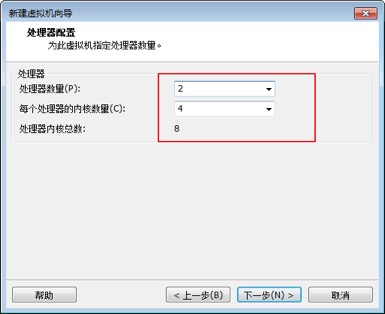 新建虚拟机向导
处理器配置
为此虚拟机指定处理器数量。
处理器
处理器数量(P): 2
每个处理器的内核数量(C): 4
处理器内核总数: 8
帮助 < 上一步(B) 下一步(N) > 取消